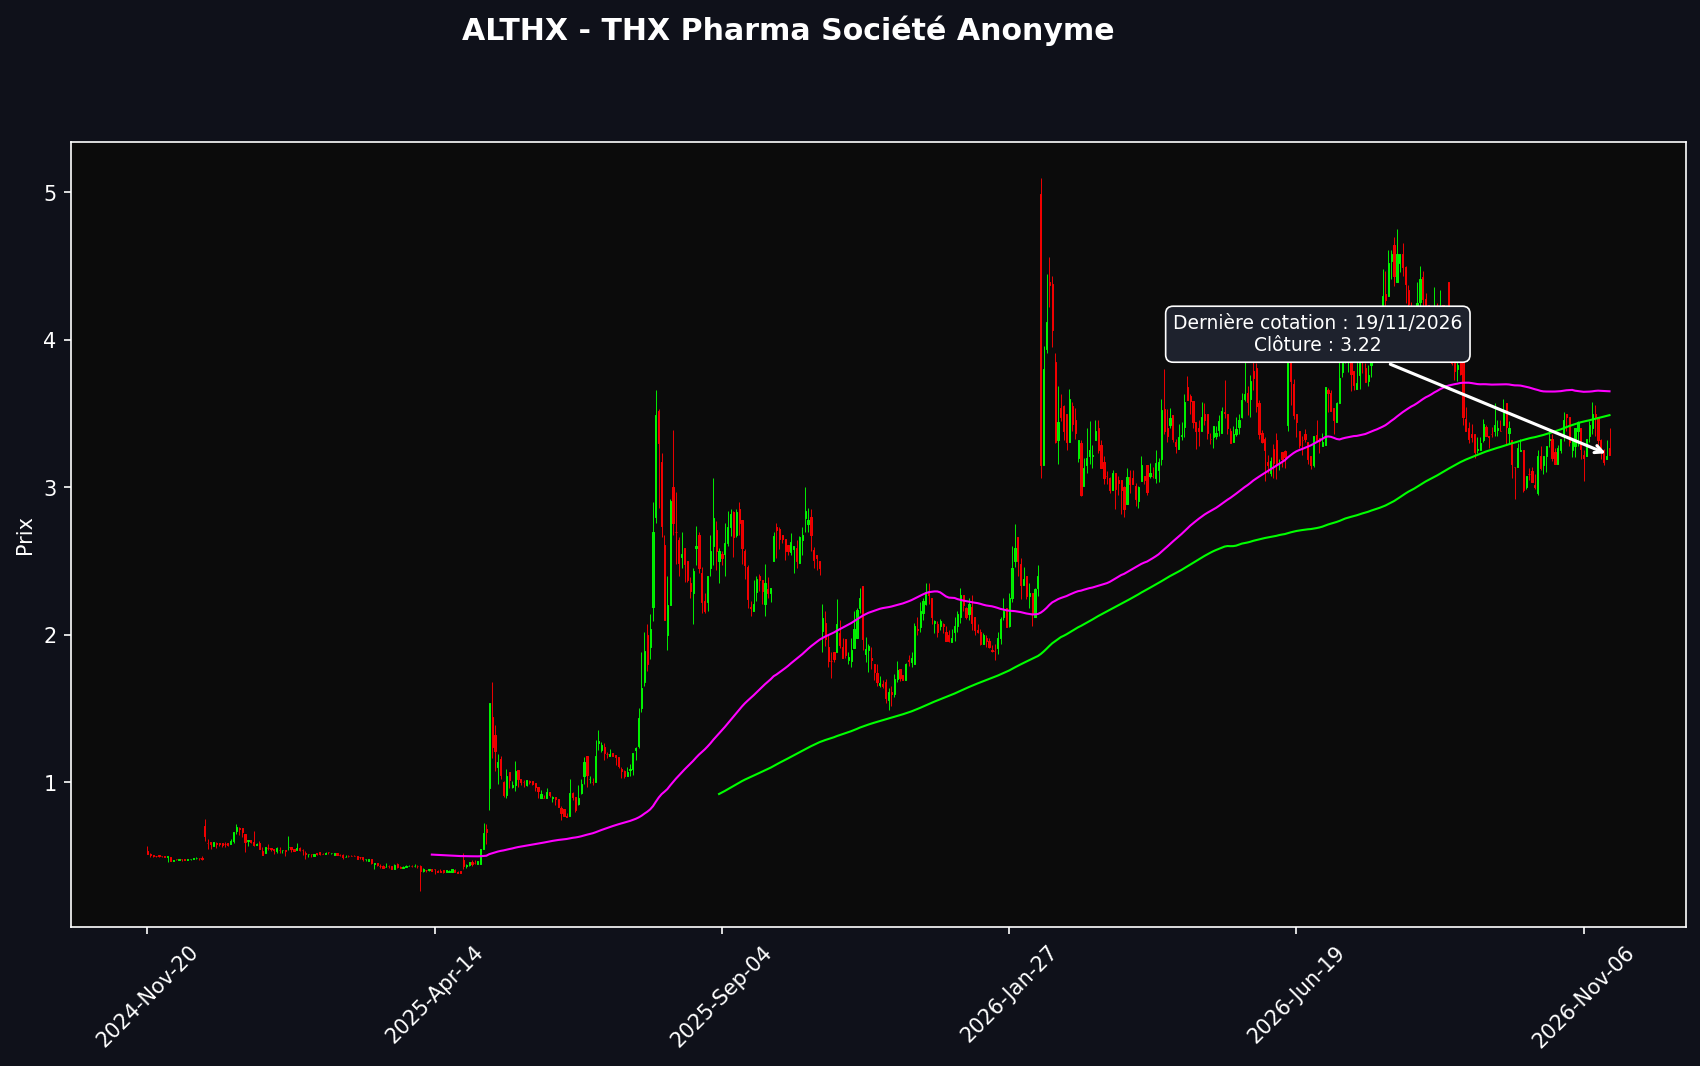 ALTHX - THX Pharma Société Anonyme
5
4
3
2
1
Prix
Dernière cotation : 19/11/2026
Clôture : 3.22
2024-Nov-20
2025-Apr-14
2025-Sep-04
2026-Jan-27
2026-Jun-19
2026-Nov-06